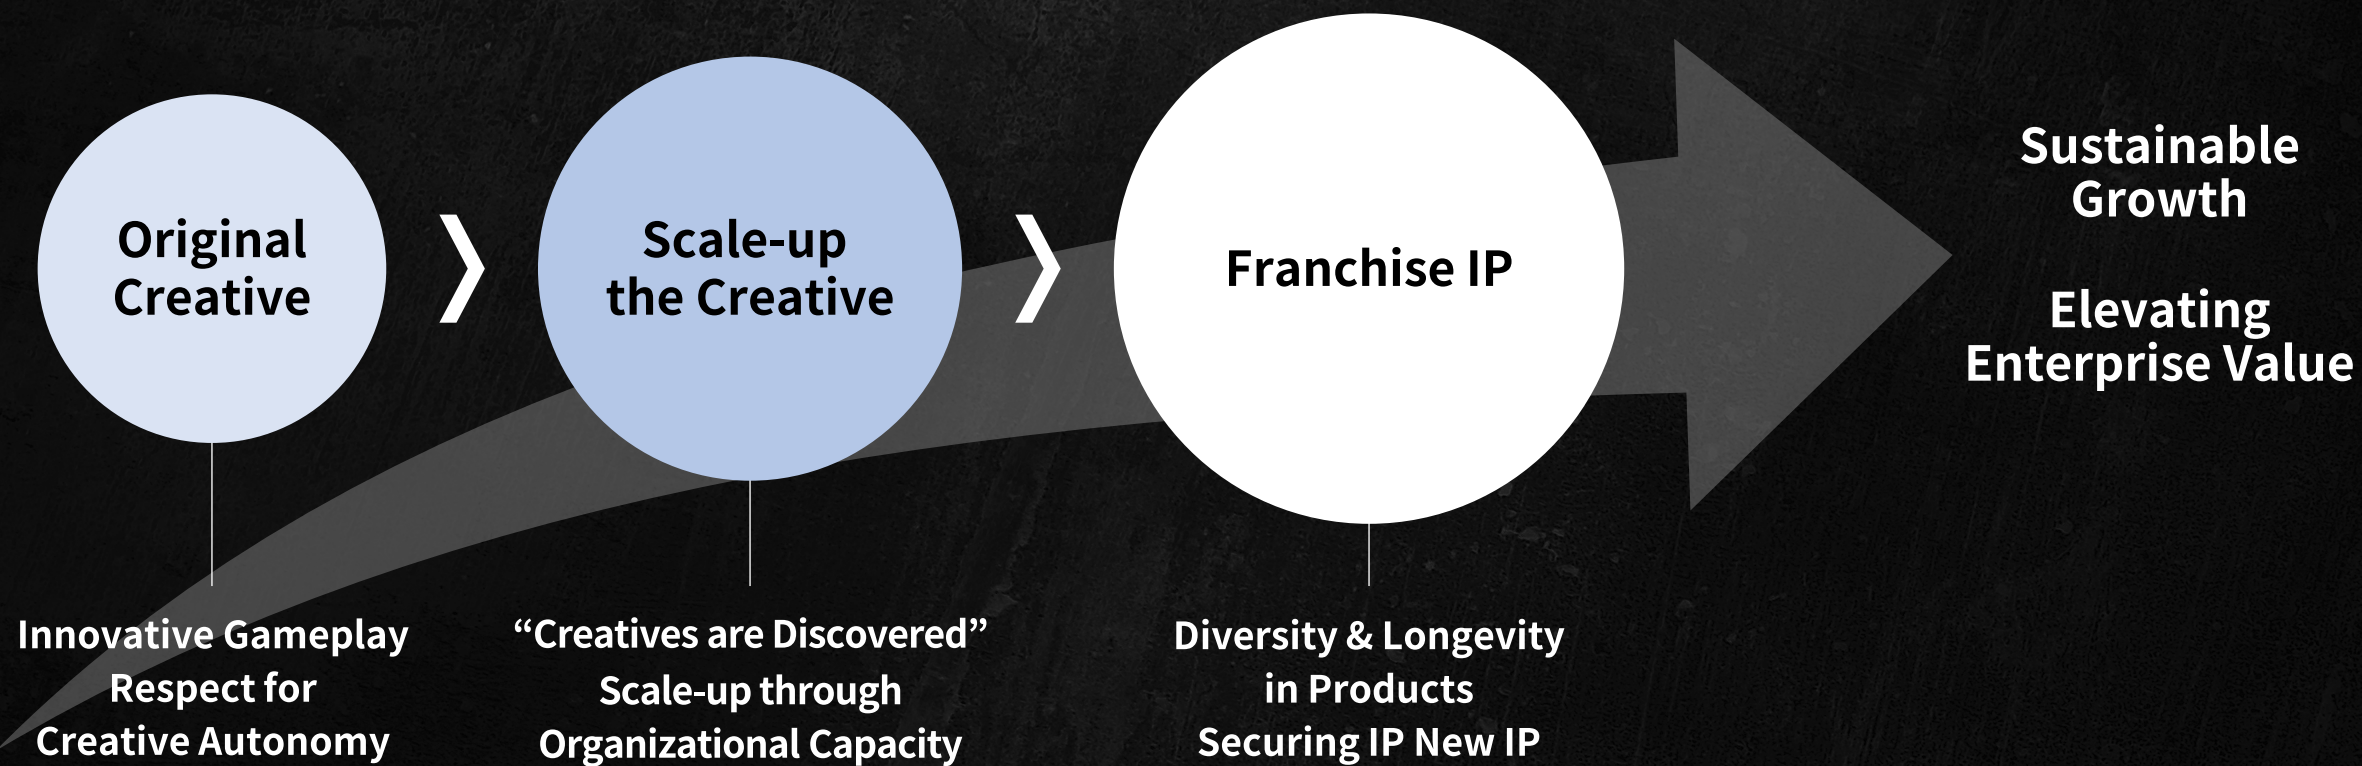 Original
Creative
Scale-up
the Creative
Franchise IP
Sustainable
Growth
Elevating
Enterprise Value
Innovative Gameplay
Respect for
Creative Autonomy
“Creatives are Discovered”
Scale-up through
Organizational Capacity
Diversity & Longevity
in Products
Securing IP New IP